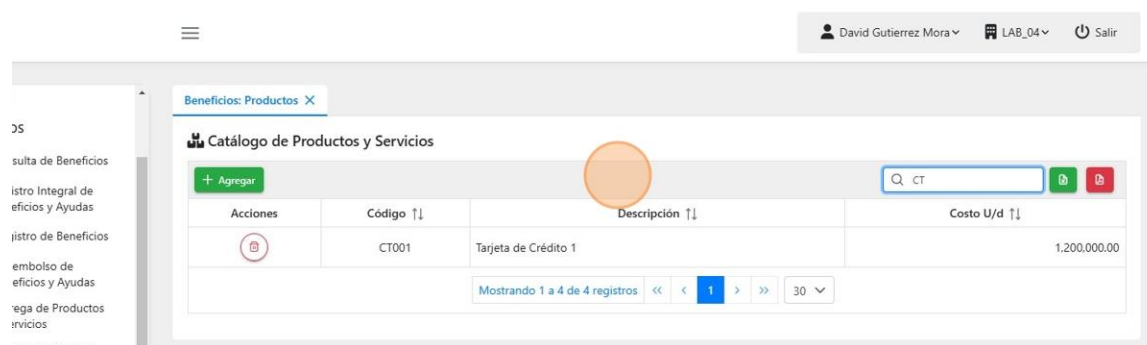 David Gutierrez Mora LAB_04 Salir
Beneficios: Productos
Catálogo de Productos y Servicios
+ Agregar CT
Acciones Código Descripción Costo U/d
CT001 Tarjeta de Crédito 1 1,200,000.00
Mostrando 1 a 4 de 4 registros << < 1 > >> 30
os
sulta de Beneficios
istro Integral de
eficios y Ayudas
istro de Beneficios
embolso de
eficios y Ayudas
rega de Productos
ervicios